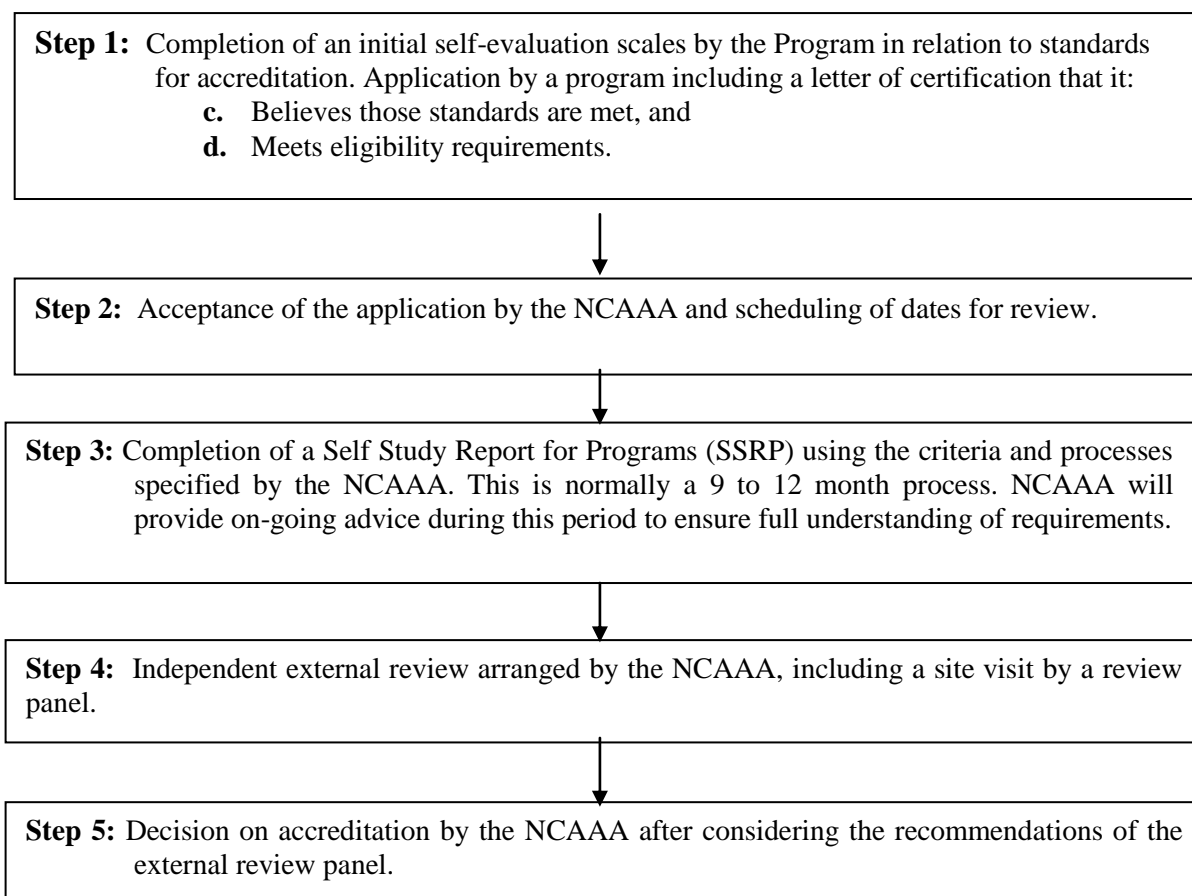 Step 1: Completion of an initial self-evaluation scales by the Program in relation to standards
for accreditation. Application by a program including a letter of certification that it:
c. Believes those standards are met, and
d. Meets eligibility requirements.
Step 2: Acceptance of the application by the NCAAA and scheduling of dates for review.
Step 3: Completion of a Self Study Report for Programs (SSRP) using the criteria and processes
specified by the NCAAA. This is normally a 9 to 12 month process. NCAAA will
provide on-going advice during this period to ensure full understanding of requirements.
Step 4: Independent external review arranged by the NCAAA, including a site visit by a review
panel.
Step 5: Decision on accreditation by the NCAAA after considering the recommendations of the
external review panel.